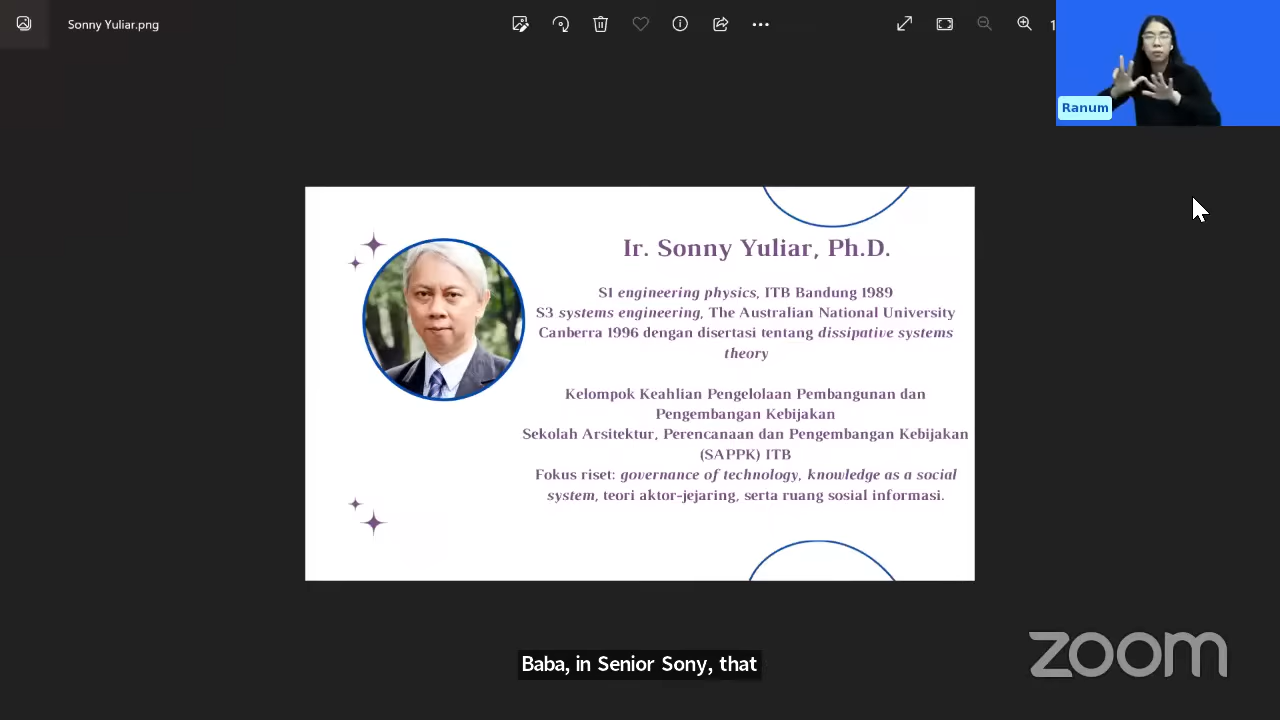 Sonny Yuliar.png
1
Ranum
Ir. Sonny Yuliar, Ph.D.
S1 engineering physics, ITB Bandung 1989
S3 systems engineering, The Australian National University
Canberra 1996 dengan disertasi tentang dissipative systems
theory
Kelompok Keahlian Pengelolaan Pembangunan dan
Pengembangan Kebijakan
Sekolah Arsitektur, Perencanaan dan Pengembangan Kebijakan
(SAPPK) ITB
Fokus riset: governance of technology, knowledge as a social
system, teori aktor-jejaring, serta ruang sosial informasi.
Baba, in Senior Sony, that
zoom